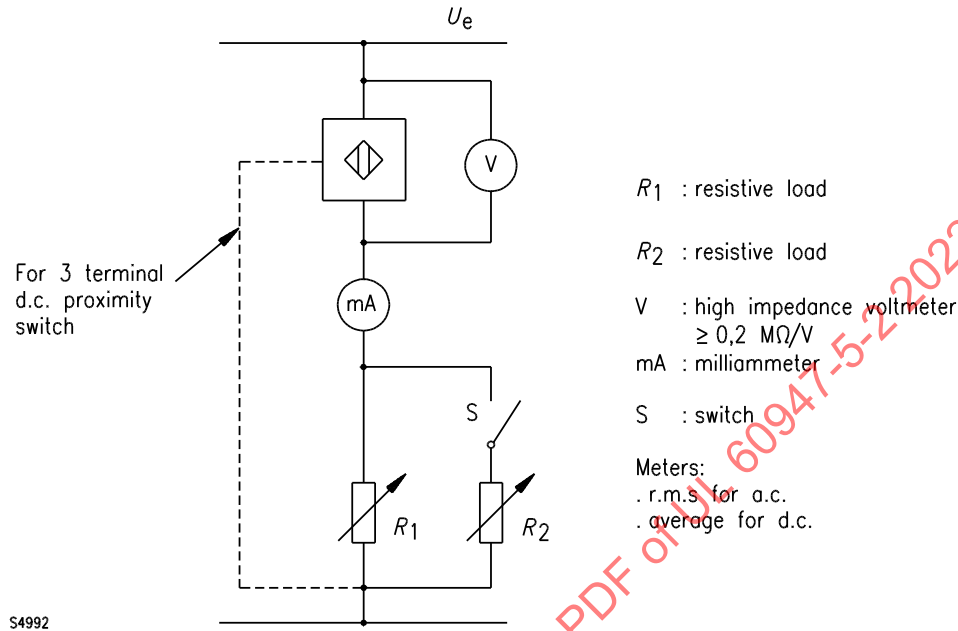 Ue
V
R1 : resistive load
R2 : resistive load
V : high impedance voltmeter
≥ 0,2 MΩ/V
mA : milliammeter
S : switch
Meters:
. r.m.s for a.c.
. average for d.c.
For 3 terminal
d.c. proximity
switch
mA
S
R1
R2
S4992
PDF of UL 60947-5-2 202